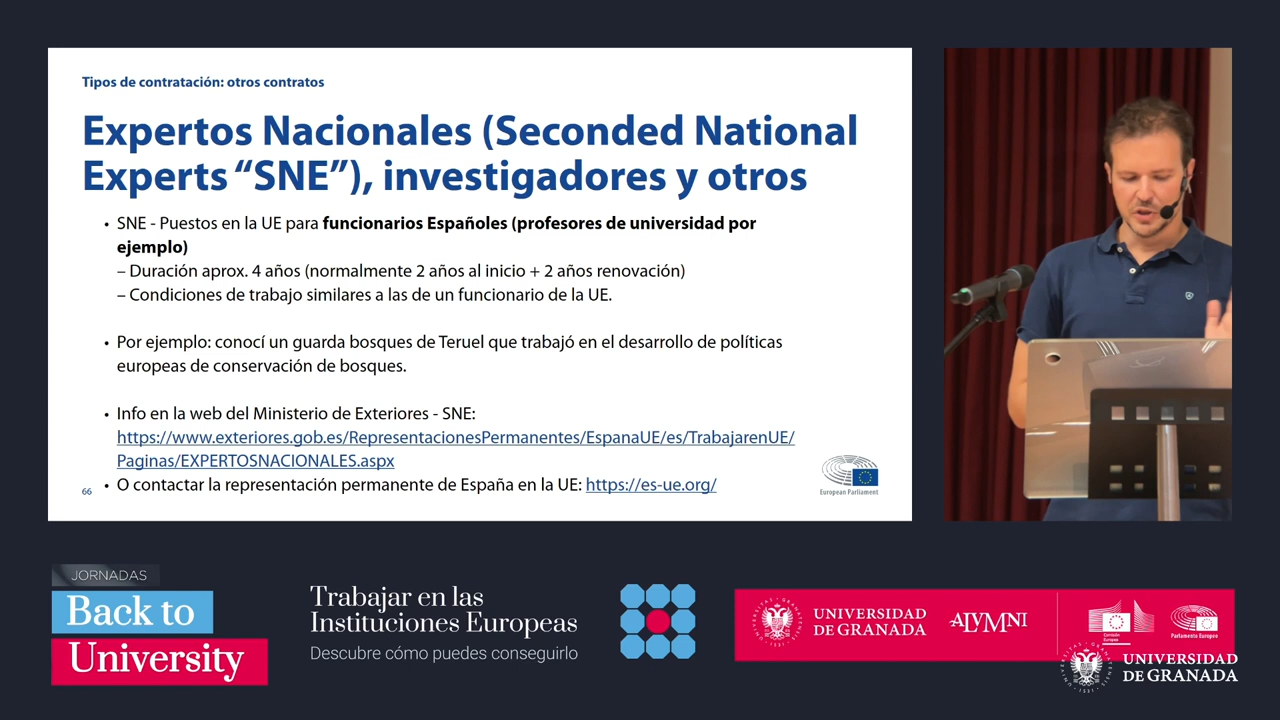 Tipos de contratación: otros contratos
Expertos Nacionales (Seconded National
Experts “SNE”), investigadores y otros
• SNE - Puestos en la UE para funcionarios Españoles (profesores de universidad por
ejemplo)
– Duración aprox. 4 años (normalmente 2 años al inicio + 2 años renovación)
– Condiciones de trabajo similares a las de un funcionario de la UE.
• Por ejemplo: conocí un guarda bosques de Teruel que trabajó en el desarrollo de políticas
europeas de conservación de bosques.
• Info en la web del Ministerio de Exteriores - SNE:
https://www.exteriores.gob.es/RepresentacionesPermanentes/EspanaUE/es/TrabajarenUE/
Paginas/EXPERTOSNACIONALES.aspx
• O contactar la representación permanente de España en la UE: https://es-ue.org/
66
European Parliament
JORNADAS
Back to
University
Trabajar en las
Instituciones Europeas
Descubre cómo puedes conseguirlo
UNIVERSIDAD
DE GRANADA
ALVMNI
Comisión
Europea
Parlamento Europeo
UNIVERSIDAD
DE GRANADA